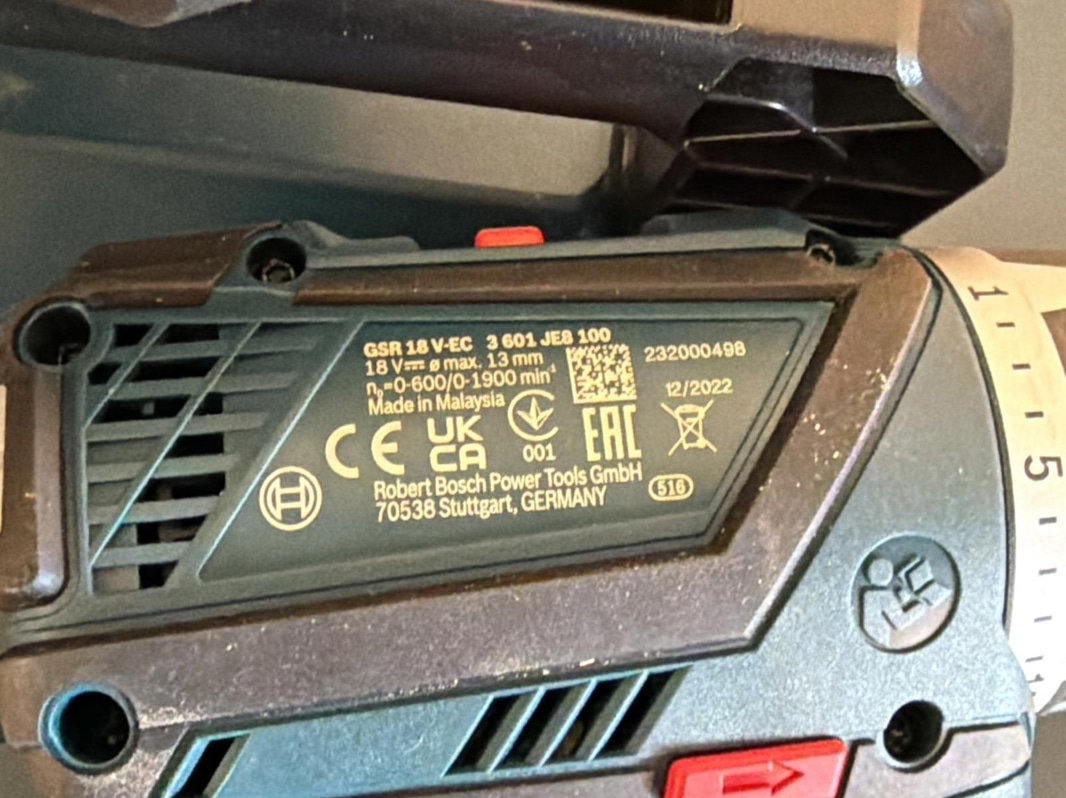 GSR 18 V-EC 3 601 JE8 100
18 V⎓ ø max. 13 mm
n₀=0-600/0-1900 min⁻¹
Made in Malaysia
232000498
12/2022
CE
UK
CA
001
EAC
Robert Bosch Power Tools GmbH
70538 Stuttgart, GERMANY
516
1
5